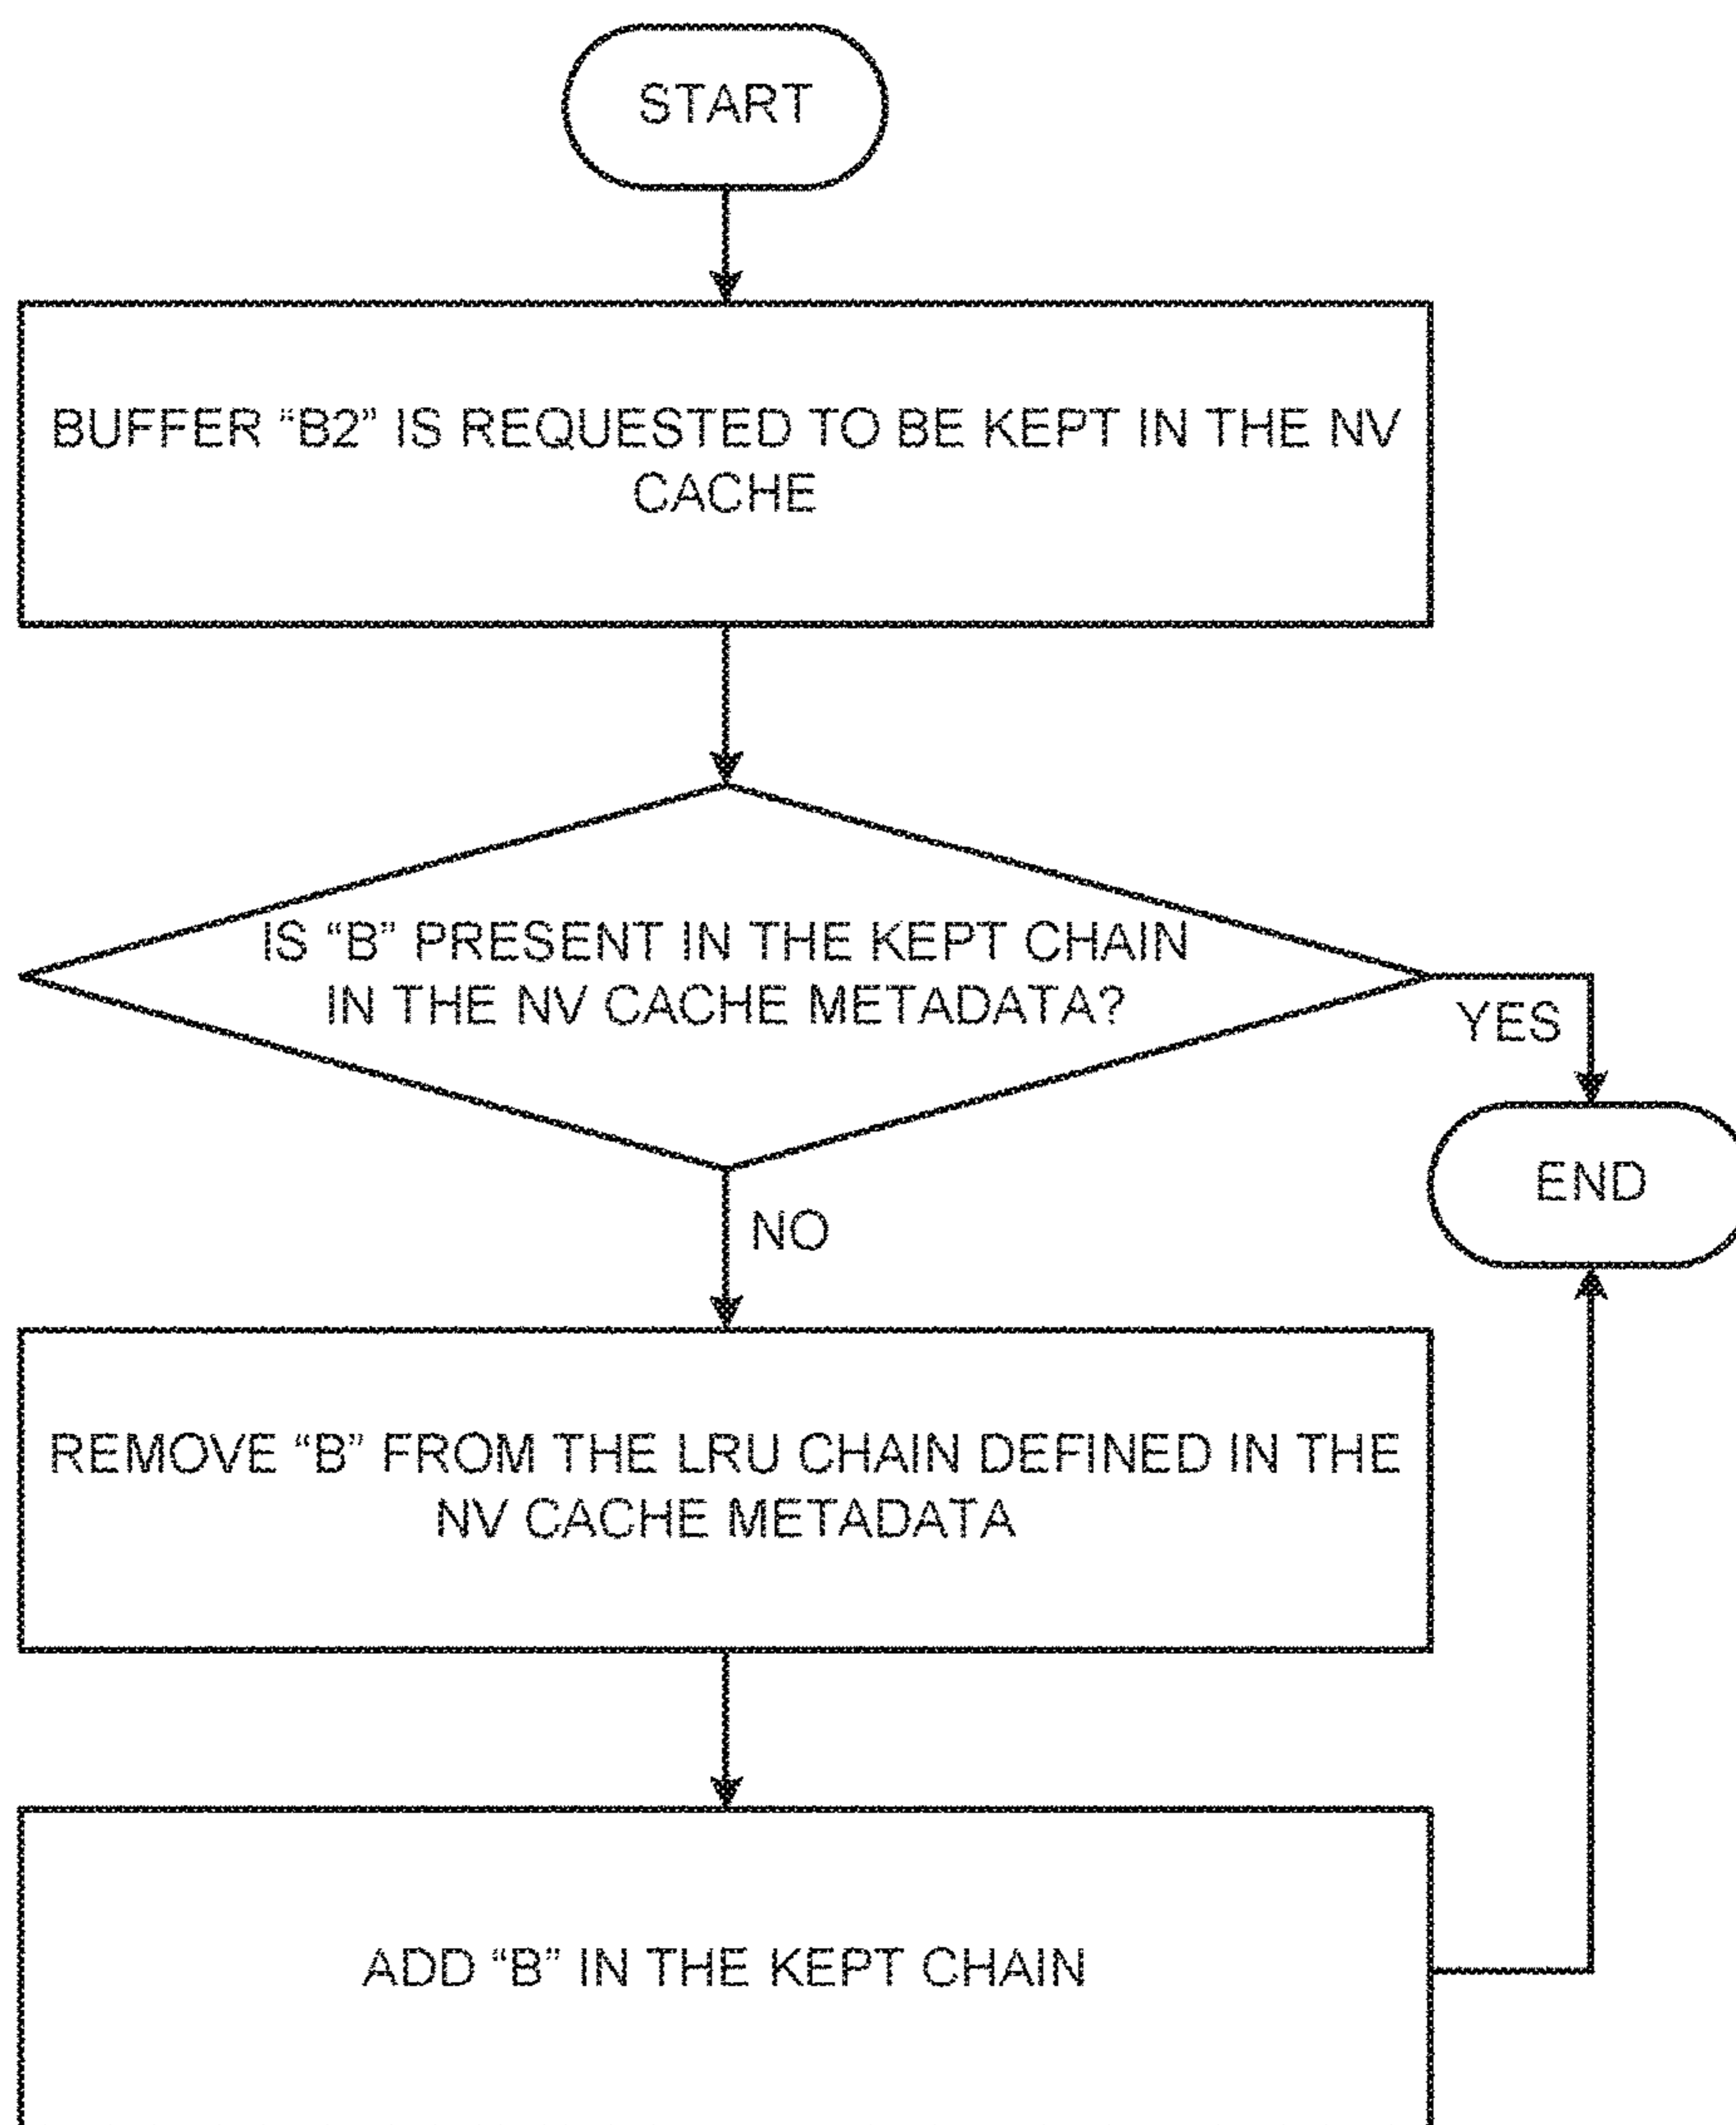 START
BUFFER “B2” IS REQUESTED TO BE KEPT IN THE NV
CACHE
IS “B” PRESENT IN THE KEPT CHAIN
IN THE NV CACHE METADATA?
YES
END
NO
REMOVE “B” FROM THE LRU CHAIN DEFINED IN THE
NV CACHE METADATA
ADD “B” IN THE KEPT CHAIN